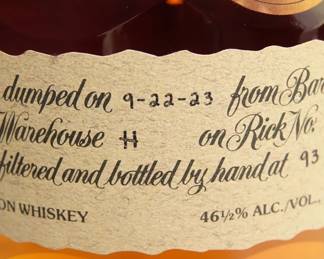 dumped on 9-22-23 from Bar
Warehouse H on Rick No:
filtered and bottled by hand at 93
ON WHISKEY 46½% ALC./VOL.